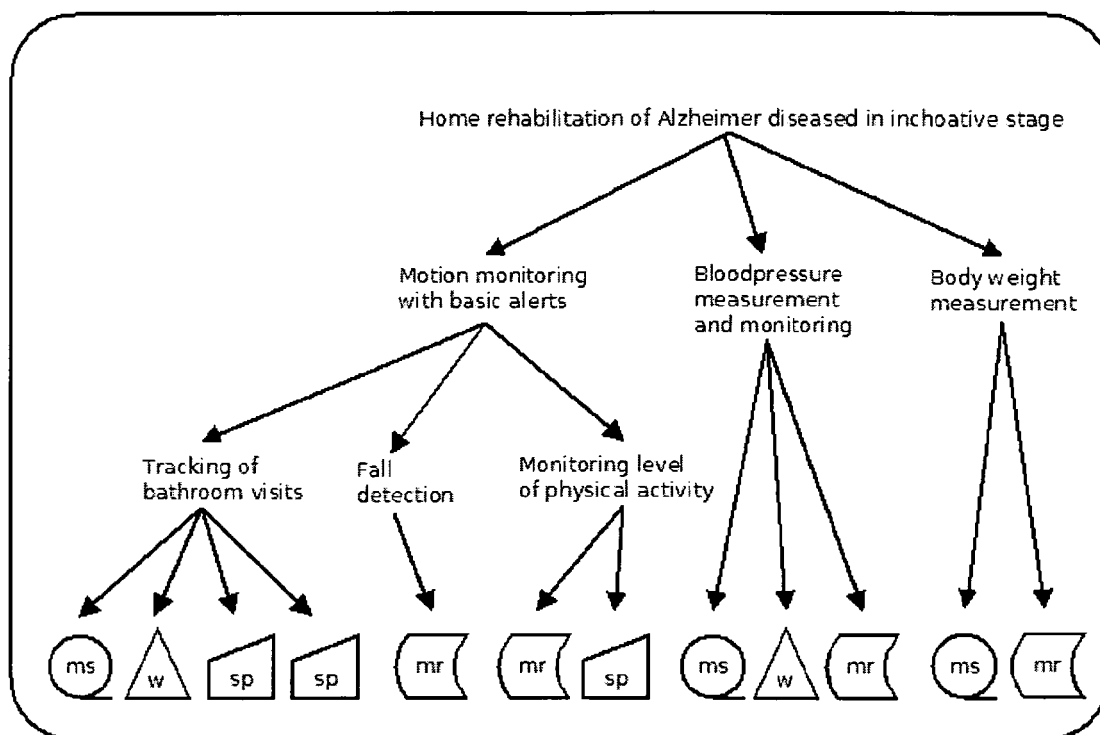 Home rehabilitation of Alzheimer diseased in inchoative stage
Motion monitoring
with basic alerts
Bloodpressure
measurement
and monitoring
Body weight
measurement
Tracking of
bathroom visits
Fall
detection
Monitoring level
of physical activity
ms w sp sp mr mr sp ms w mr ms mr